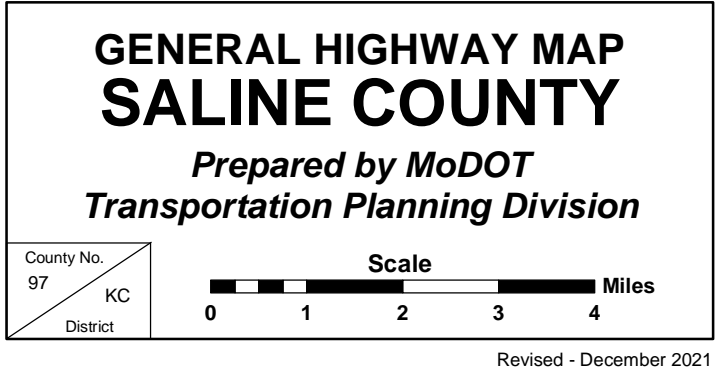 GENERAL HIGHWAY MAP
SALINE COUNTY
Prepared by MoDOT
Transportation Planning Division
County No.
97
KC
District
Scale
Miles
0 1 2 3 4
Revised - December 2021